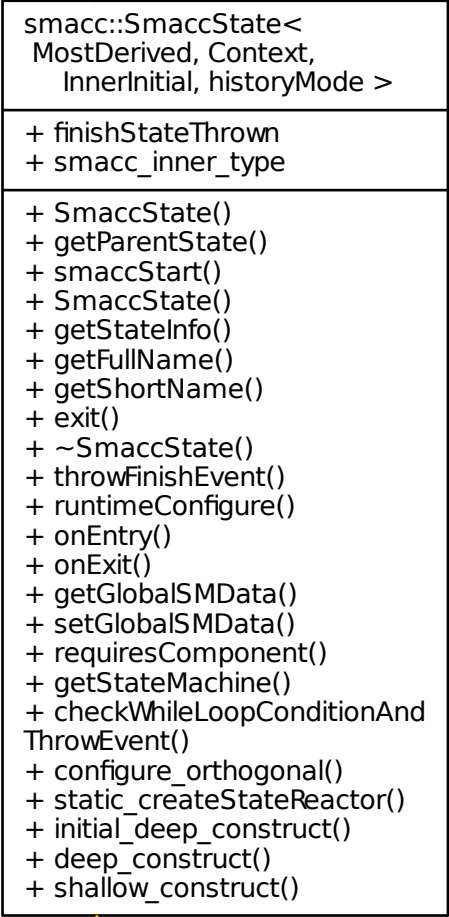 smacc::SmaccState<
MostDerived, Context,
InnerInitial, historyMode >
+ finishStateThrown
+ smacc_inner_type
+ SmaccState()
+ getParentState()
+ smaccStart()
+ SmaccState()
+ getStateInfo()
+ getFullName()
+ getShortName()
+ exit()
+ ~SmaccState()
+ throwFinishEvent()
+ runtimeConfigure()
+ onEntry()
+ onExit()
+ getGlobalSMData()
+ setGlobalSMData()
+ requiresComponent()
+ getStateMachine()
+ checkWhileLoopConditionAnd
ThrowEvent()
+ configure_orthogonal()
+ static_createStateReactor()
+ initial_deep_construct()
+ deep_construct()
+ shallow_construct()